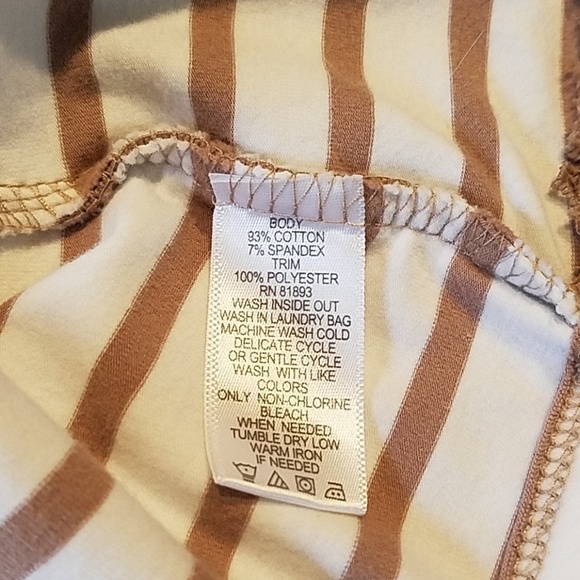 BODY
93% COTTON
7% SPANDEX
TRIM
100% POLYESTER
RN 81893
WASH INSIDE OUT
WASH IN LAUNDRY BAG
MACHINE WASH COLD
DELICATE CYCLE
OR GENTLE CYCLE
WASH WITH LIKE
COLORS
ONLY NON-CHLORINE
BLEACH
WHEN NEEDED
TUMBLE DRY LOW
WARM IRON
IF NEEDED